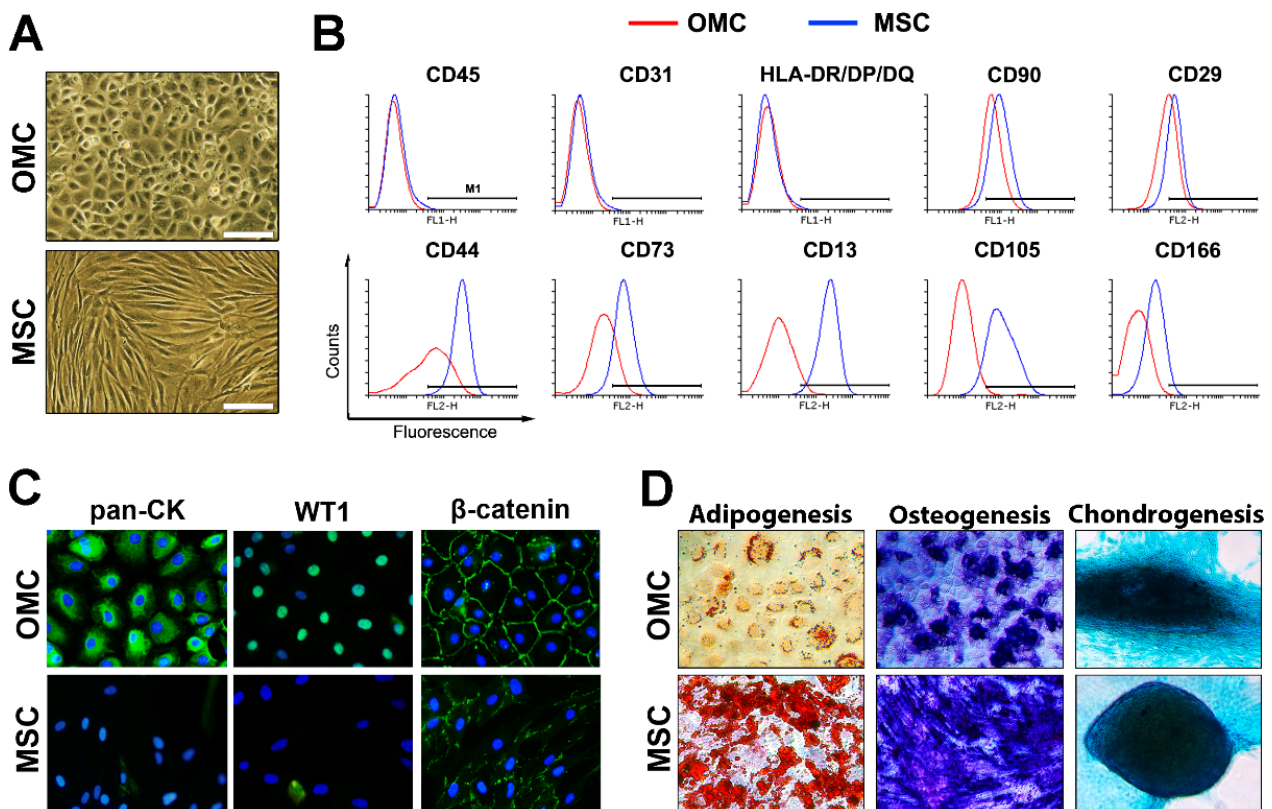 A
OMC
MSC
B
OMC MSC
CD45 CD31 HLA-DR/DP/DQ CD90 CD29
M1
FL1-H FL1-H FL1-H FL1-H FL2-H
CD44 CD73 CD13 CD105 CD166
FL2-H FL2-H FL2-H FL2-H FL2-H
Counts
Fluorescence
C
pan-CK WT1 β-catenin
OMC
MSC
D
Adipogenesis Osteogenesis Chondrogenesis
OMC
MSC